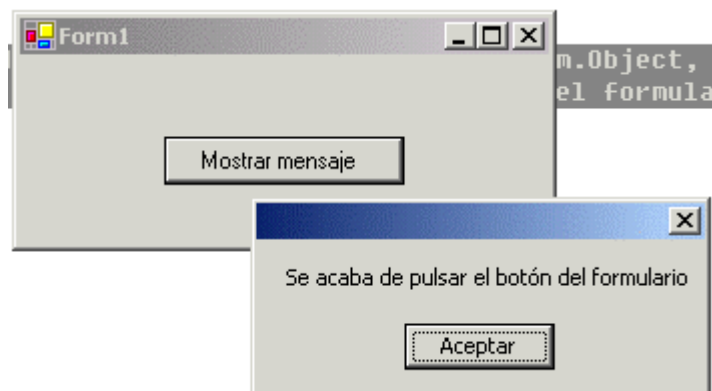 Form1
m.Object,
el formula
Mostrar mensaje
Se acaba de pulsar el botón del formulario
Aceptar